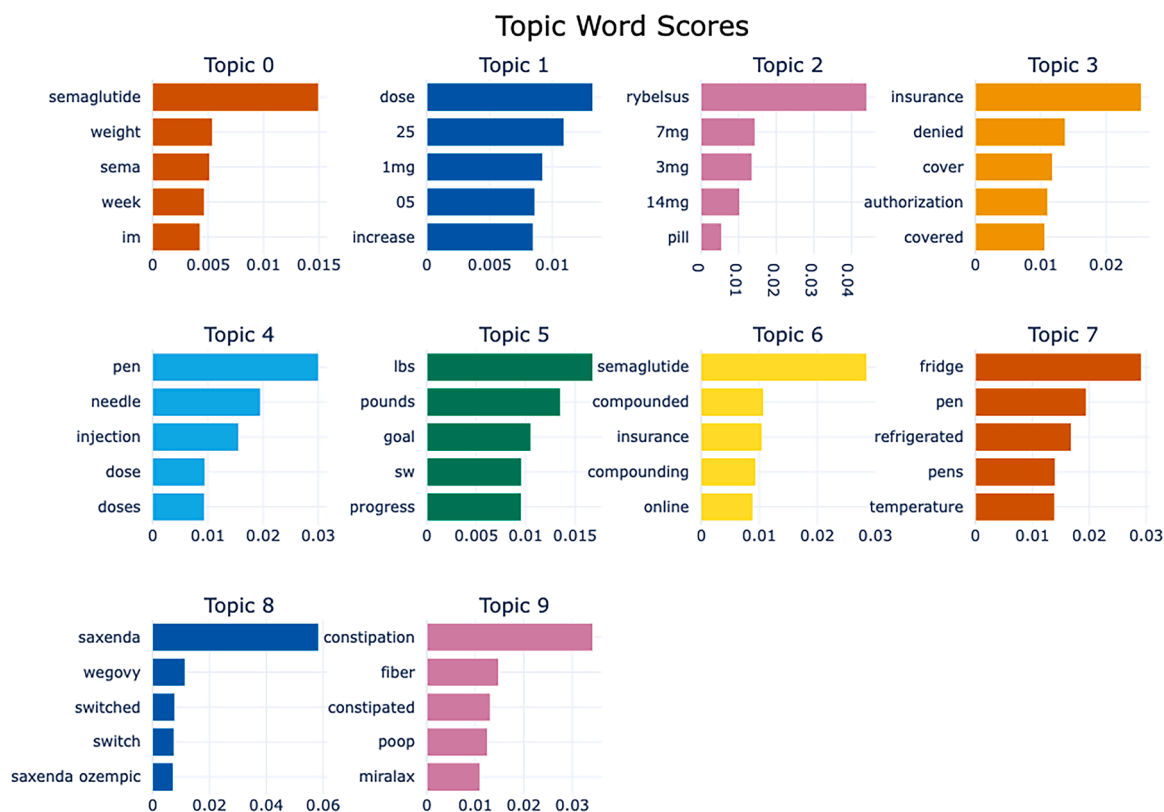 Topic Word Scores
Topic 0
semaglutide
weight
sema
week
im
0 0.005 0.01 0.015
Topic 1
dose
25
1mg
05
increase
0 0.005 0.01
Topic 2
rybelsus
7mg
3mg
14mg
pill
0 0.01 0.02 0.03 0.04
Topic 3
insurance
denied
cover
authorization
covered
0 0.01 0.02
Topic 4
pen
needle
injection
dose
doses
0 0.01 0.02 0.03
Topic 5
lbs
pounds
goal
sw
progress
0 0.005 0.01 0.015
Topic 6
semaglutide
compounded
insurance
compounding
online
0 0.01 0.02 0.03
Topic 7
fridge
pen
refrigerated
pens
temperature
0 0.01 0.02 0.03
Topic 8
saxenda
wegovy
switched
switch
saxenda ozempic
0 0.02 0.04 0.06
Topic 9
constipation
fiber
constipated
poop
miralax
0 0.01 0.02 0.03